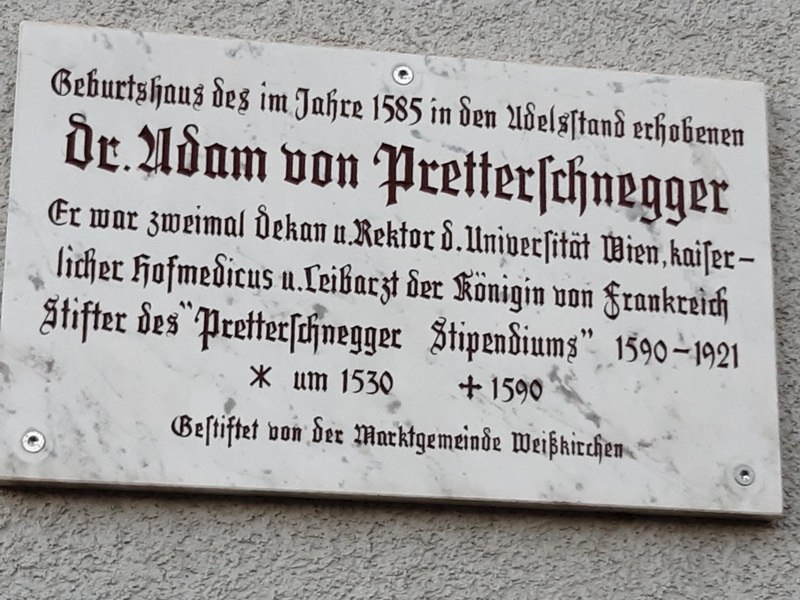 Geburtshaus des im Jahre 1585 in den Adelsstand erhobenen
Dr. Adam von Pretterschnegger
Er war zweimal Dekan u. Rektor d. Universität Wien, kaiser-
licher Hofmedicus u. Leibarzt der Königin von Frankreich
Stifter des "Pretterschnegger Stipendiums" 1590-1921
* um 1530 + 1590
Gestiftet von der Marktgemeinde Weißkirchen